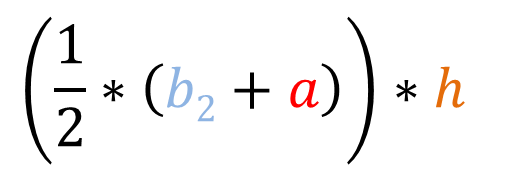 (1/2 * (b₂ + a)) * h